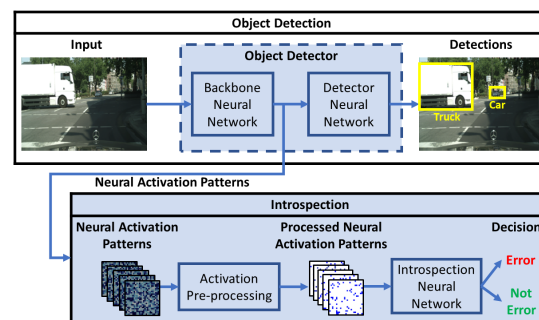 Object Detection
Input
Object Detector
Detections
Backbone
Neural
Network
Detector
Neural
Network
Truck
Car
Neural Activation Patterns
Introspection
Neural Activation
Patterns
Processed Neural
Activation Patterns
Decision
Activation
Pre-processing
Introspection
Neural
Network
Error
Not
Error